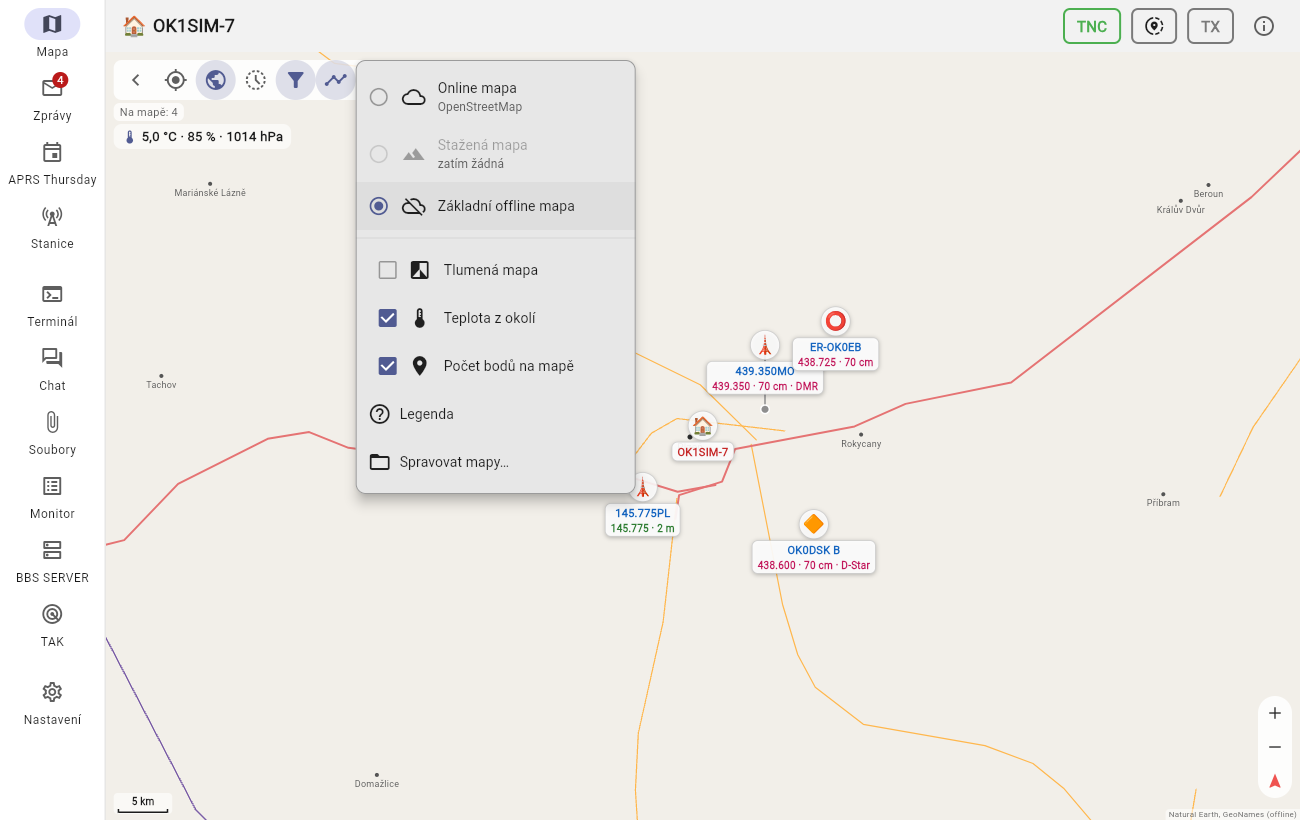 OK1SIM-7
TNC
TX
Mapa
4
Zprávy
APRS Thursday
Stanice
Terminál
Chat
Soubory
Monitor
BBS SERVER
TAK
Nastavení
Na mapě: 4
5,0 °C · 85 % · 1014 hPa
Online mapa
OpenStreetMap
Stažená mapa
zatím žádná
Základní offline mapa
Tlumená mapa
Teplota z okolí
Počet bodů na mapě
Legenda
Spravovat mapy…
Mariánské Lázně
Beroun
Králův Dvůr
Tachov
ER-OK0EB
438.725 · 70 cm
439.350MO
439.350 · 70 cm · DMR
OK1SIM-7
Rokycany
Příbram
145.775PL
145.775 · 2 m
OK0DSK B
438.600 · 70 cm · D-Star
Domažlice
5 km
Natural Earth, GeoNames (offline)